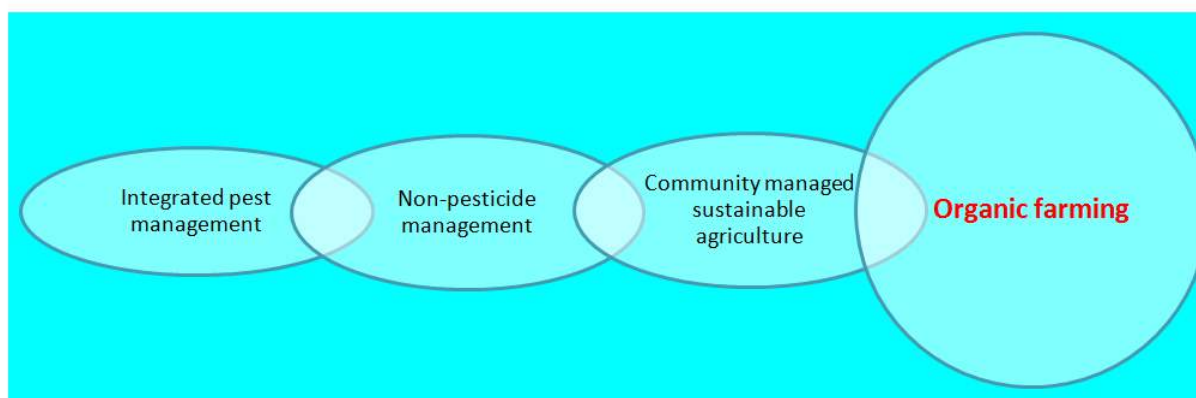 Integrated pest
management
Non-pesticide
management
Community managed
sustainable
agriculture
Organic farming